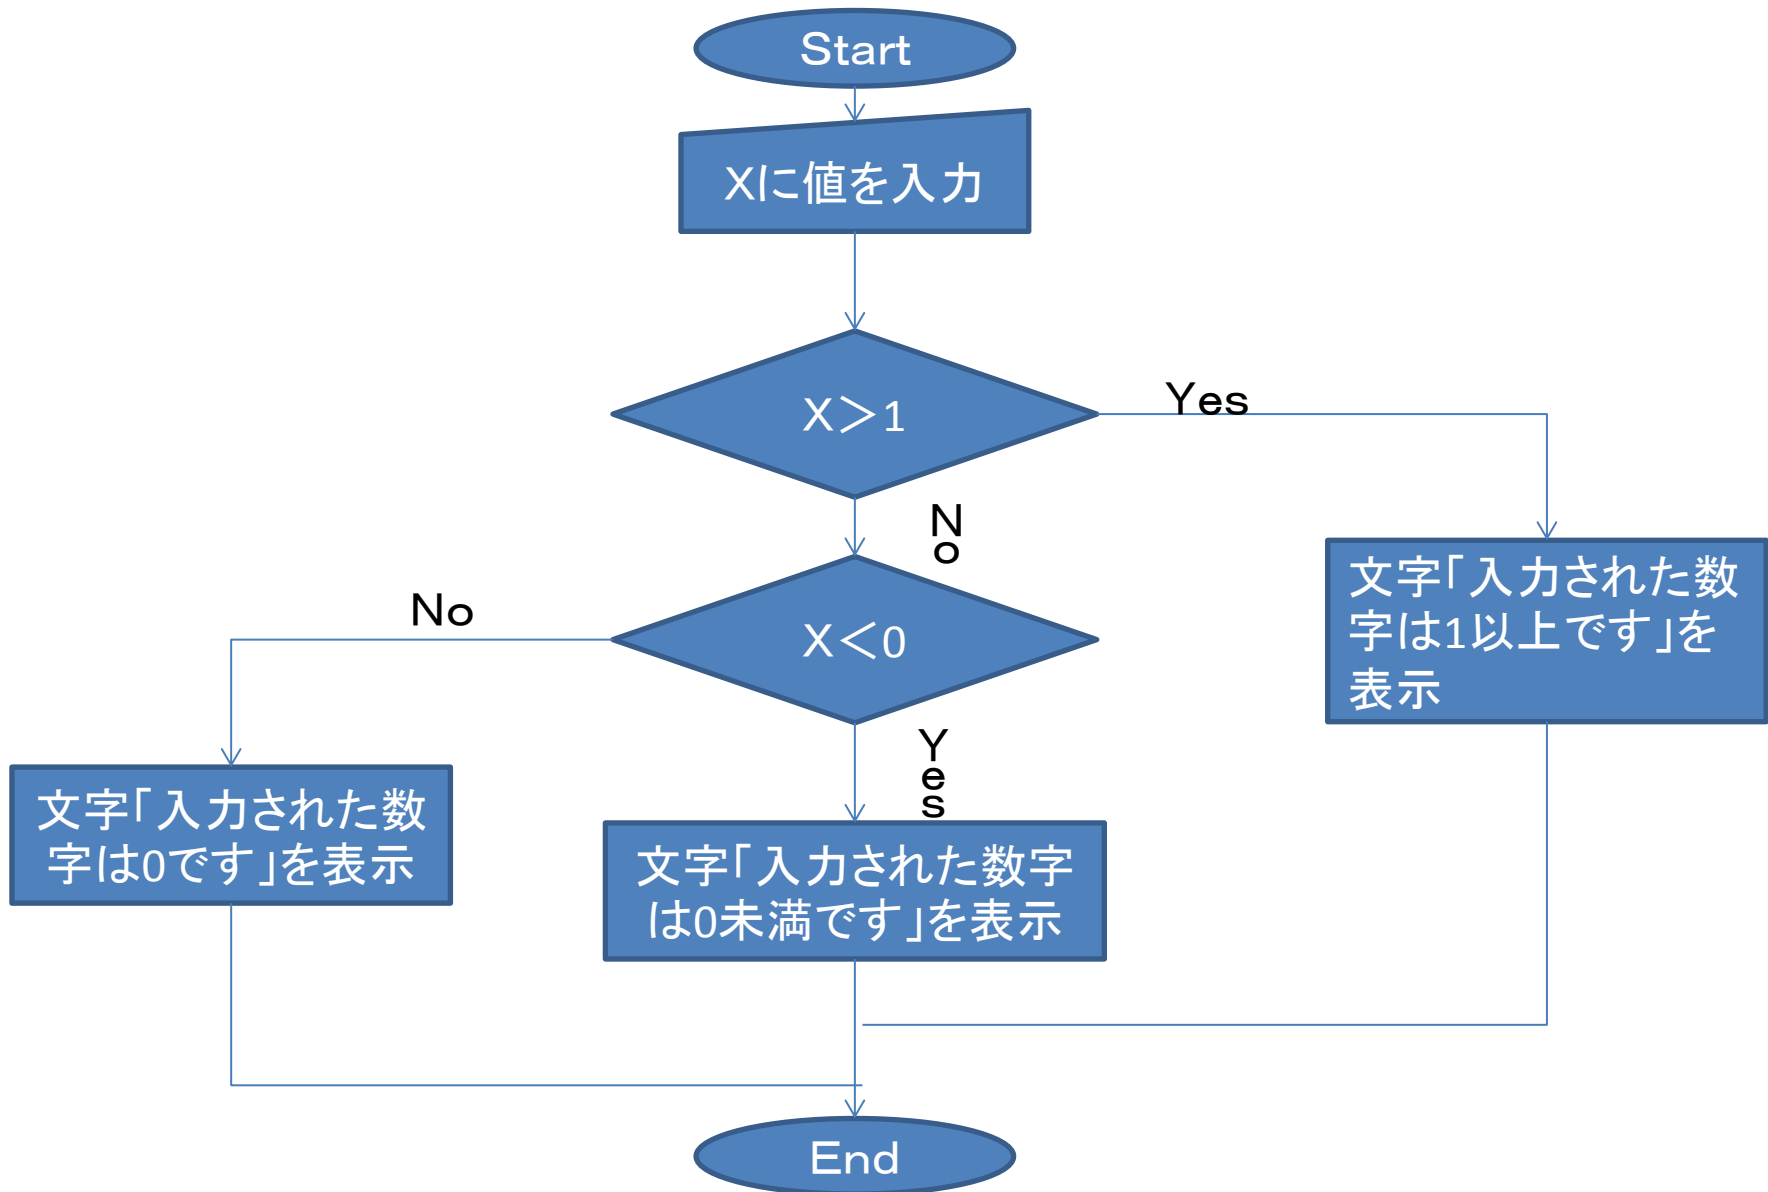 Start
Xに値を入力
X＞1
Yes
No
X＜0
No
Yes
文字「入力された数
字は1以上です」を
表示
文字「入力された数
字は0です」を表示
文字「入力された数字
は0未満です」を表示
End